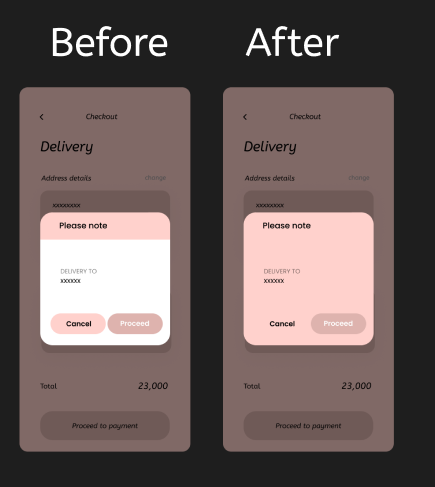 Before
Checkout
Delivery
Address details
change
xxxxxxxx
Please note
DELIVERY TO
xxxxxx
Cancel
Proceed
Total
23,000
Proceed to payment
After
Checkout
Delivery
Address details
change
xxxxxxxx
Please note
DELIVERY TO
xxxxxx
Cancel
Proceed
Total
23,000
Proceed to payment